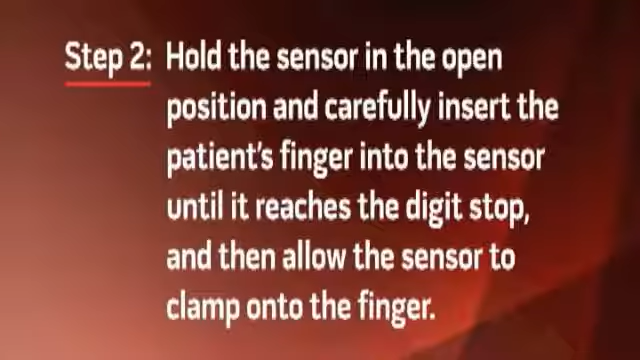 Step 2: Hold the sensor in the open
position and carefully insert the
patient's finger into the sensor
until it reaches the digit stop,
and then allow the sensor to
clamp onto the finger.